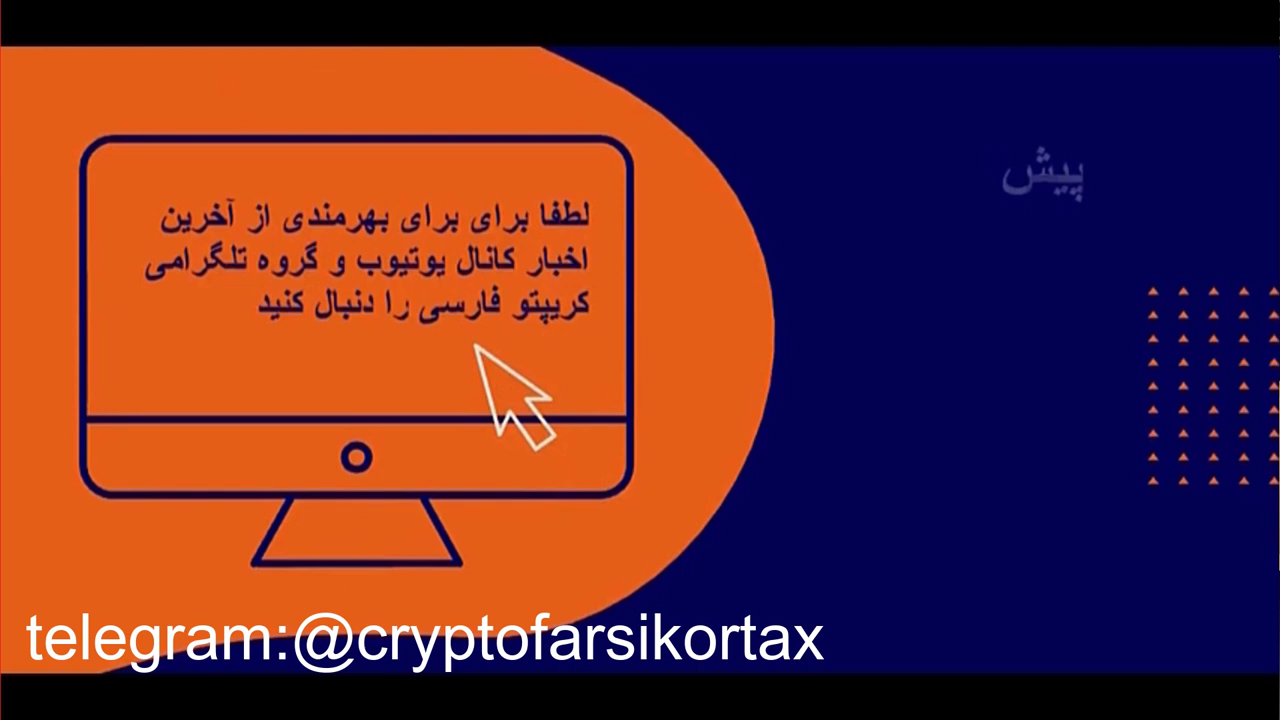 لطفا برای برای بهرمندی از آخرین
اخبار کانال یوتیوب و گروه تلگرامی
کریپتو فارسی را دنبال کنید
پیش
telegram:@cryptofarsikortax